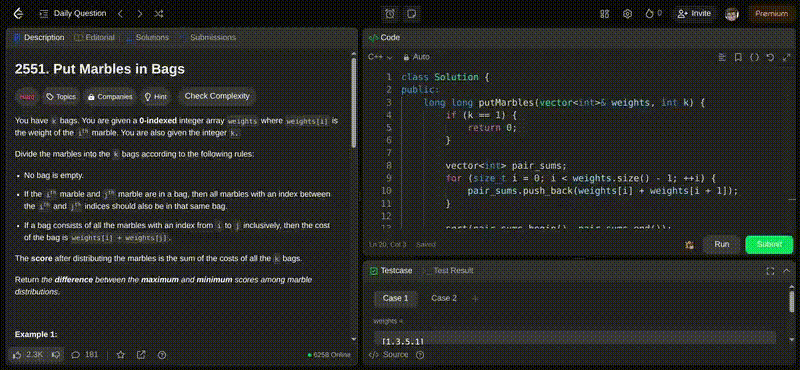 Daily Question
0
Invite
Premium
Description
Editorial
Solutions
Submissions
2551. Put Marbles in Bags
Hard
Topics
Companies
Hint
Check Complexity
You have k bags. You are given a 0-indexed integer array weights where weights[i] is
the weight of the ith marble. You are also given the integer k.
Divide the marbles into the k bags according to the following rules:
• No bag is empty.
• If the ith marble and jth marble are in a bag, then all marbles with an index between
the ith and jth indices should also be in that same bag.
• If a bag consists of all the marbles with an index from i to j inclusively, then the cost
of the bag is weights[i] + weights[j].
The score after distributing the marbles is the sum of the costs of all the k bags.
Return the difference between the maximum and minimum scores among marble
distributions.
Example 1:
2.3K
181
6258 Online
</> Code
C++
Auto
1 class Solution {
2 public:
3 long long putMarbles(vector<int>& weights, int k) {
4 if (k == 1) {
5 return 0;
6 }
7
8 vector<int> pair_sums;
9 for (size_t i = 0; i < weights.size() - 1; ++i) {
10 pair_sums.push_back(weights[i] + weights[i + 1]);
11 }
12
13 sort(pair_sums.begin(), pair_sums.end());
Ln 20, Col 3
Saved
Run
Submit
Testcase
>_ Test Result
Case 1
Case 2
+
weights =
[1,3,5,1]
</> Source